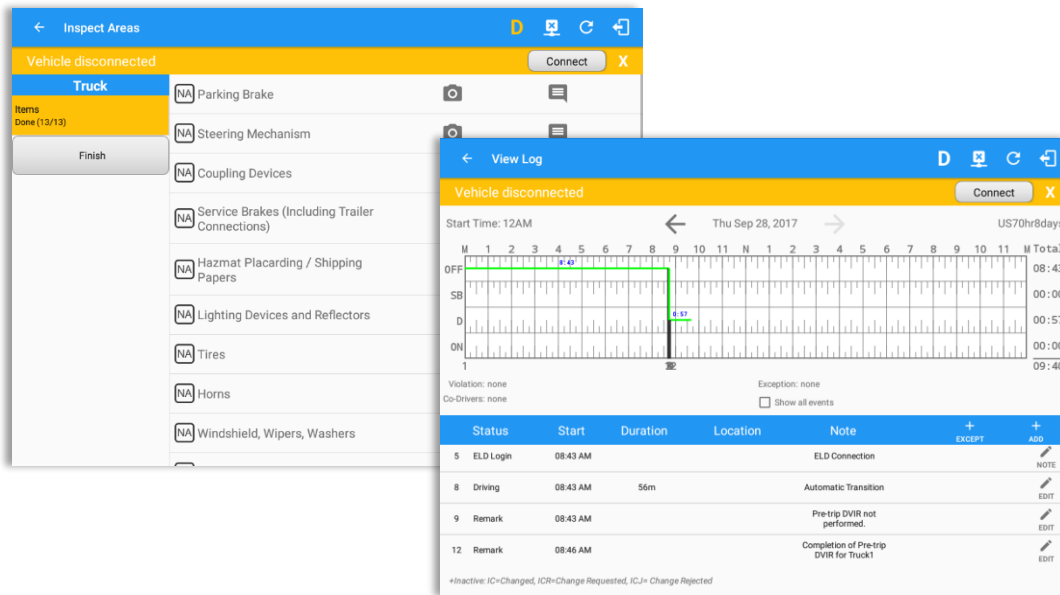 Inspect Areas
D
Vehicle disconnected
Connect
X
Truck
Items
Done (13/13)
Finish
NA Parking Brake
NA Steering Mechanism
NA Coupling Devices
NA Service Brakes (Including Trailer
Connections)
NA Hazmat Placarding / Shipping
Papers
NA Lighting Devices and Reflectors
NA Tires
NA Horns
NA Windshield, Wipers, Washers
View Log
D
Vehicle disconnected
Connect
X
Start Time: 12AM
Thu Sep 28, 2017
US70hr8days
M 1 2 3 4 5 6 7 8 9 10 11 N 1 2 3 4 5 6 7 8 9 10 11 M Total
OFF 8:43 08:43
SB 00:00
D 0:57 00:57
ON 00:00
1 09:40
Violation: none
Exception: none
Co-Drivers: none
Show all events
Status Start Duration Location Note + EXCEPT + ADD
5 ELD Login 08:43 AM ELD Connection NOTE
8 Driving 08:43 AM 56m Automatic Transition EDIT
9 Remark 08:43 AM Pre-trip DVIR not
performed. EDIT
12 Remark 08:46 AM Completion of Pre-trip
DVIR for Truck1 EDIT
+Inactive: IC=Changed, ICR=Change Requested, ICJ= Change Rejected